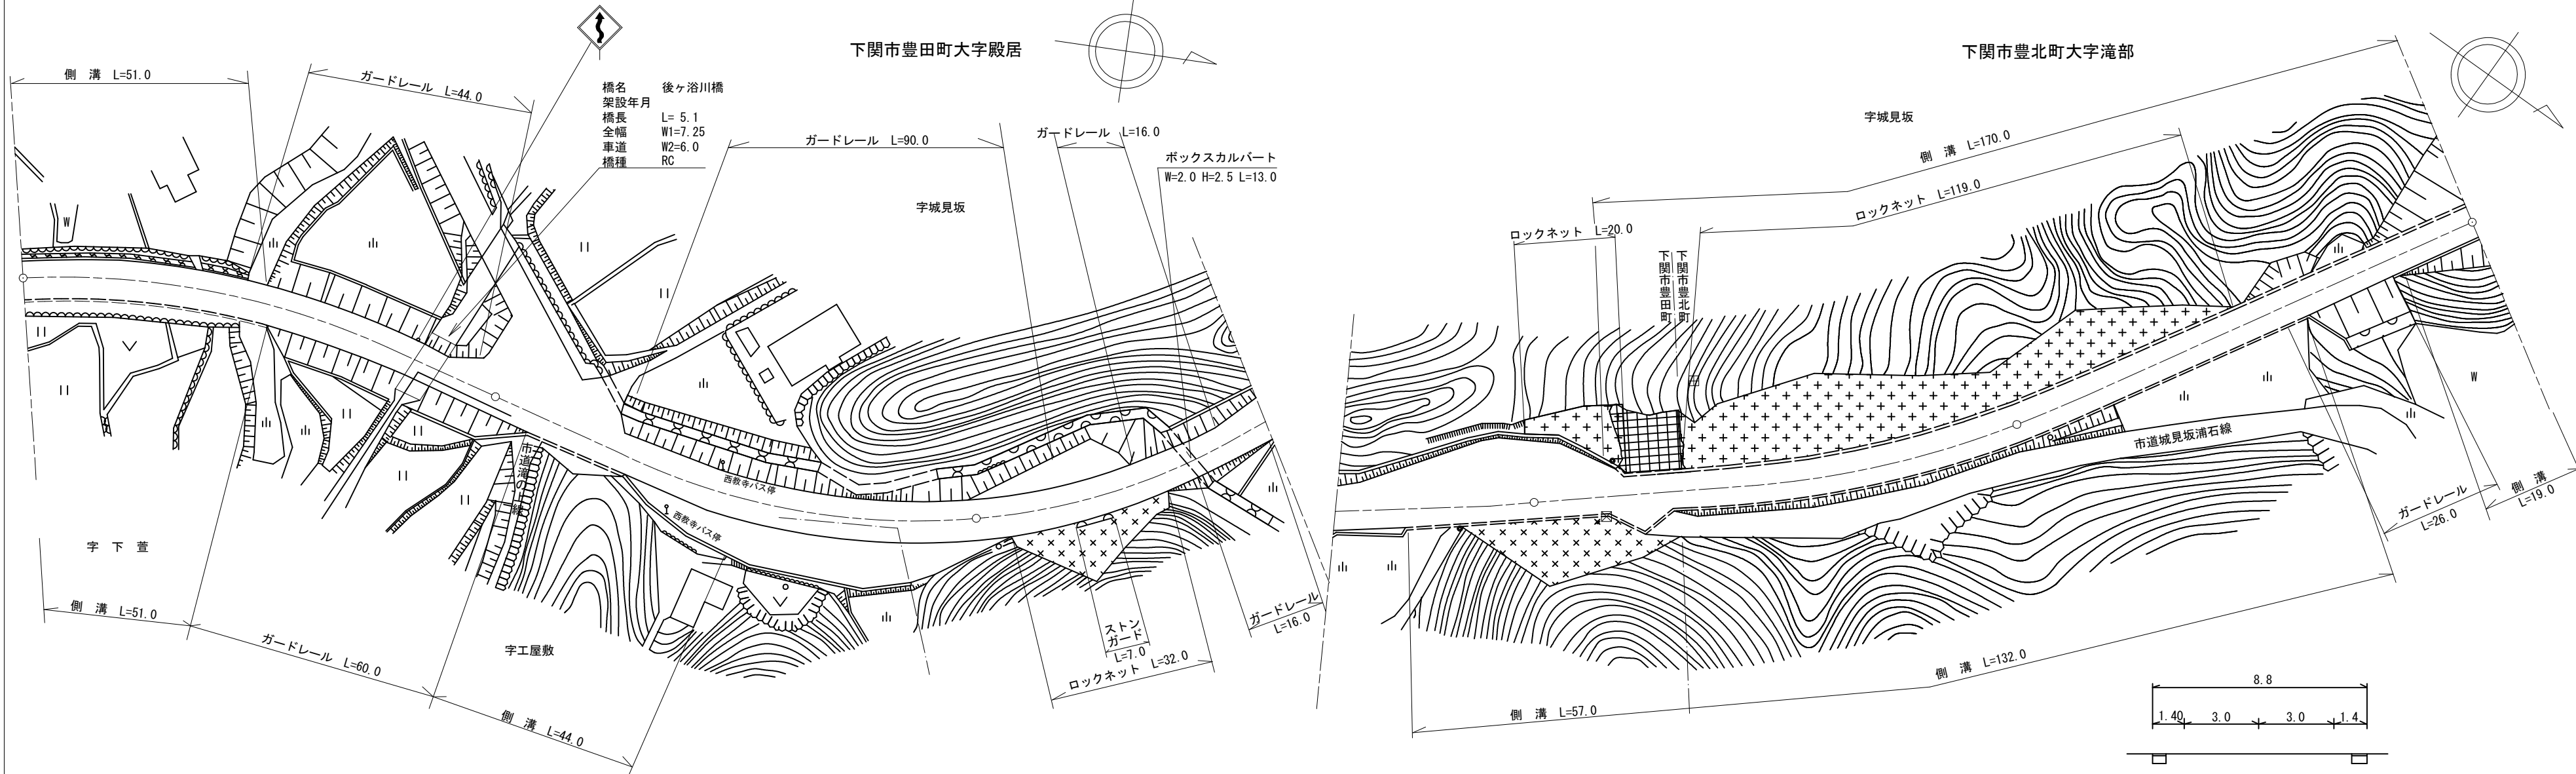 下関市豊田町大字殿居
下関市豊北町大字滝部
側 溝 L=51.0
ガードレール L=44.0
橋名 後ヶ浴川橋
架設年月
橋長 L= 5.1
全幅 W1=7.25
車道 W2=6.0
橋種 RC
ガードレール L=90.0
ガードレール L=16.0
ボックスカルバート
W=2.0 H=2.5 L=13.0
字城見坂
字城見坂
側 溝 L=170.0
ロックネット L=119.0
ロックネット L=20.0
下関市豊田町
下関市豊北町
W
西教寺バス停
西教寺バス停
市道城見坂浦石線
W
字 下 萱
側 溝 L=51.0
ガードレール L=60.0
字工屋敷
側 溝 L=44.0
ストン
ガード
L=7.0
ロックネット L=32.0
ガードレール
L=16.0
側 溝 L=57.0
側 溝 L=132.0
ガードレール
L=26.0
側 溝
L=19.0
8.8
1.40 3.0 3.0 1.4